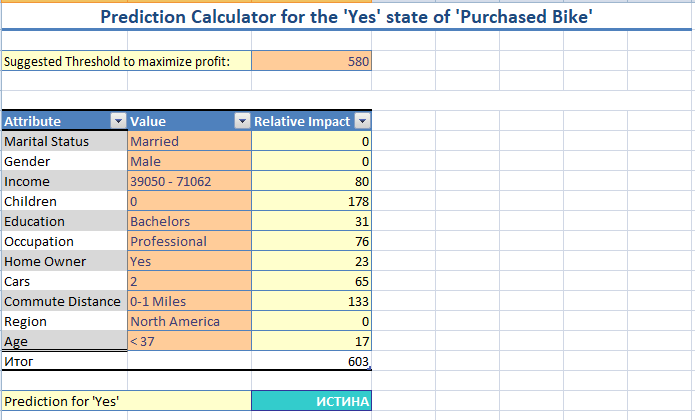 Prediction Calculator for the 'Yes' state of 'Purchased Bike'
Suggested Threshold to maximize profit: 580
Attribute Value Relative Impact
Marital Status Married 0
Gender Male 0
Income 39050 - 71062 80
Children 0 178
Education Bachelors 31
Occupation Professional 76
Home Owner Yes 23
Cars 2 65
Commute Distance 0-1 Miles 133
Region North America 0
Age < 37 17
Итог 603
Prediction for 'Yes' ИСТИНА